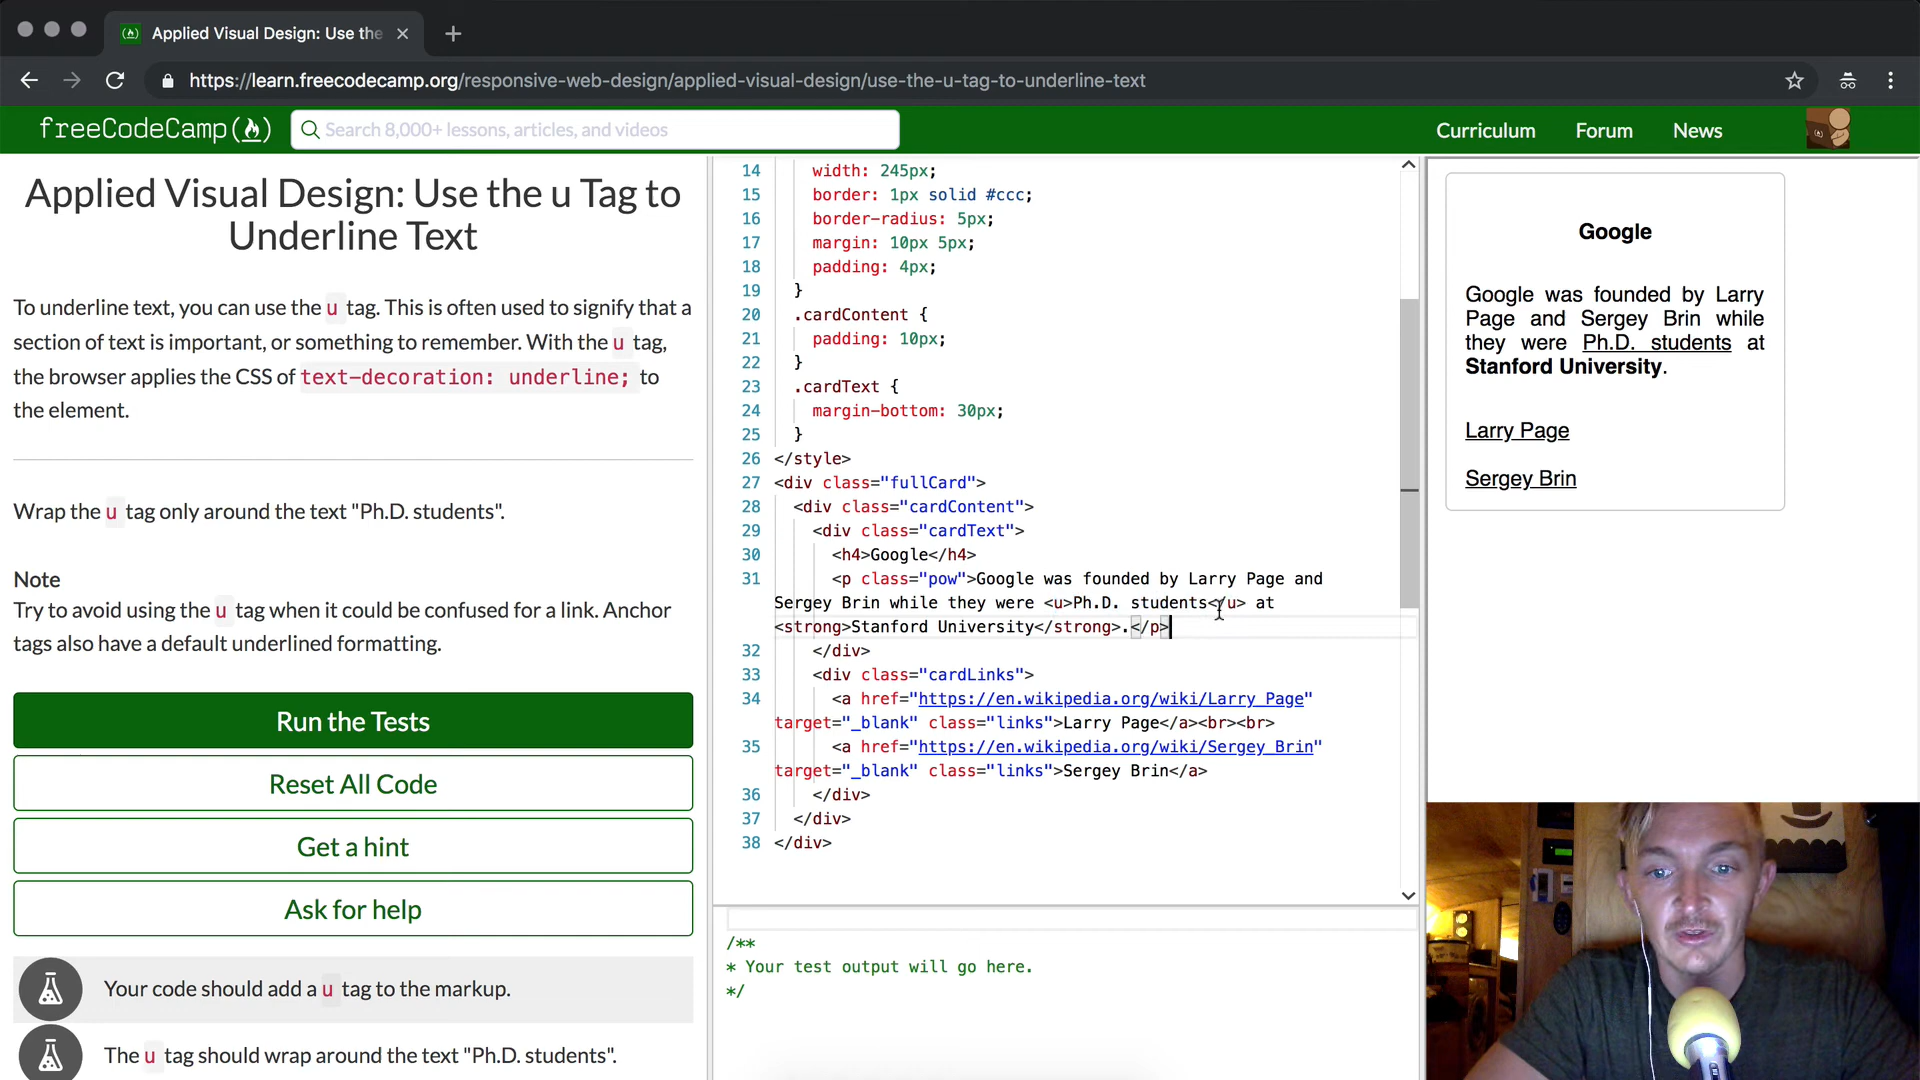 Applied Visual Design: Use the
https://learn.freecodecamp.org/responsive-web-design/applied-visual-design/use-the-u-tag-to-underline-text
freeCodeCamp
Search 8,000+ lessons, articles, and videos
Curriculum
Forum
News
Applied Visual Design: Use the u Tag to
Underline Text
To underline text, you can use the u tag. This is often used to signify that a
section of text is important, or something to remember. With the u tag,
the browser applies the CSS of text-decoration: underline; to
the element.
Wrap the u tag only around the text "Ph.D. students".
Note
Try to avoid using the u tag when it could be confused for a link. Anchor
tags also have a default underlined formatting.
Run the Tests
Reset All Code
Get a hint
Ask for help
Your code should add a u tag to the markup.
The u tag should wrap around the text "Ph.D. students".
14 width: 245px;
15 border: 1px solid #ccc;
16 border-radius: 5px;
17 margin: 10px 5px;
18 padding: 4px;
19 }
20 .cardContent {
21 padding: 10px;
22 }
23 .cardText {
24 margin-bottom: 30px;
25 }
26 </style>
27 <div class="fullCard">
28 <div class="cardContent">
29 <div class="cardText">
30 <h4>Google</h4>
31 <p class="pow">Google was founded by Larry Page and
Sergey Brin while they were <u>Ph.D. students</u> at
<strong>Stanford University</strong>.</p>
32 </div>
33 <div class="cardLinks">
34 <a href="https://en.wikipedia.org/wiki/Larry_Page"
target="_blank" class="links">Larry Page</a><br><br>
35 <a href="https://en.wikipedia.org/wiki/Sergey_Brin"
target="_blank" class="links">Sergey Brin</a>
36 </div>
37 </div>
38 </div>
/**
* Your test output will go here.
*/
Google
Google was founded by Larry
Page and Sergey Brin while
they were Ph.D. students at
Stanford University.
Larry Page
Sergey Brin